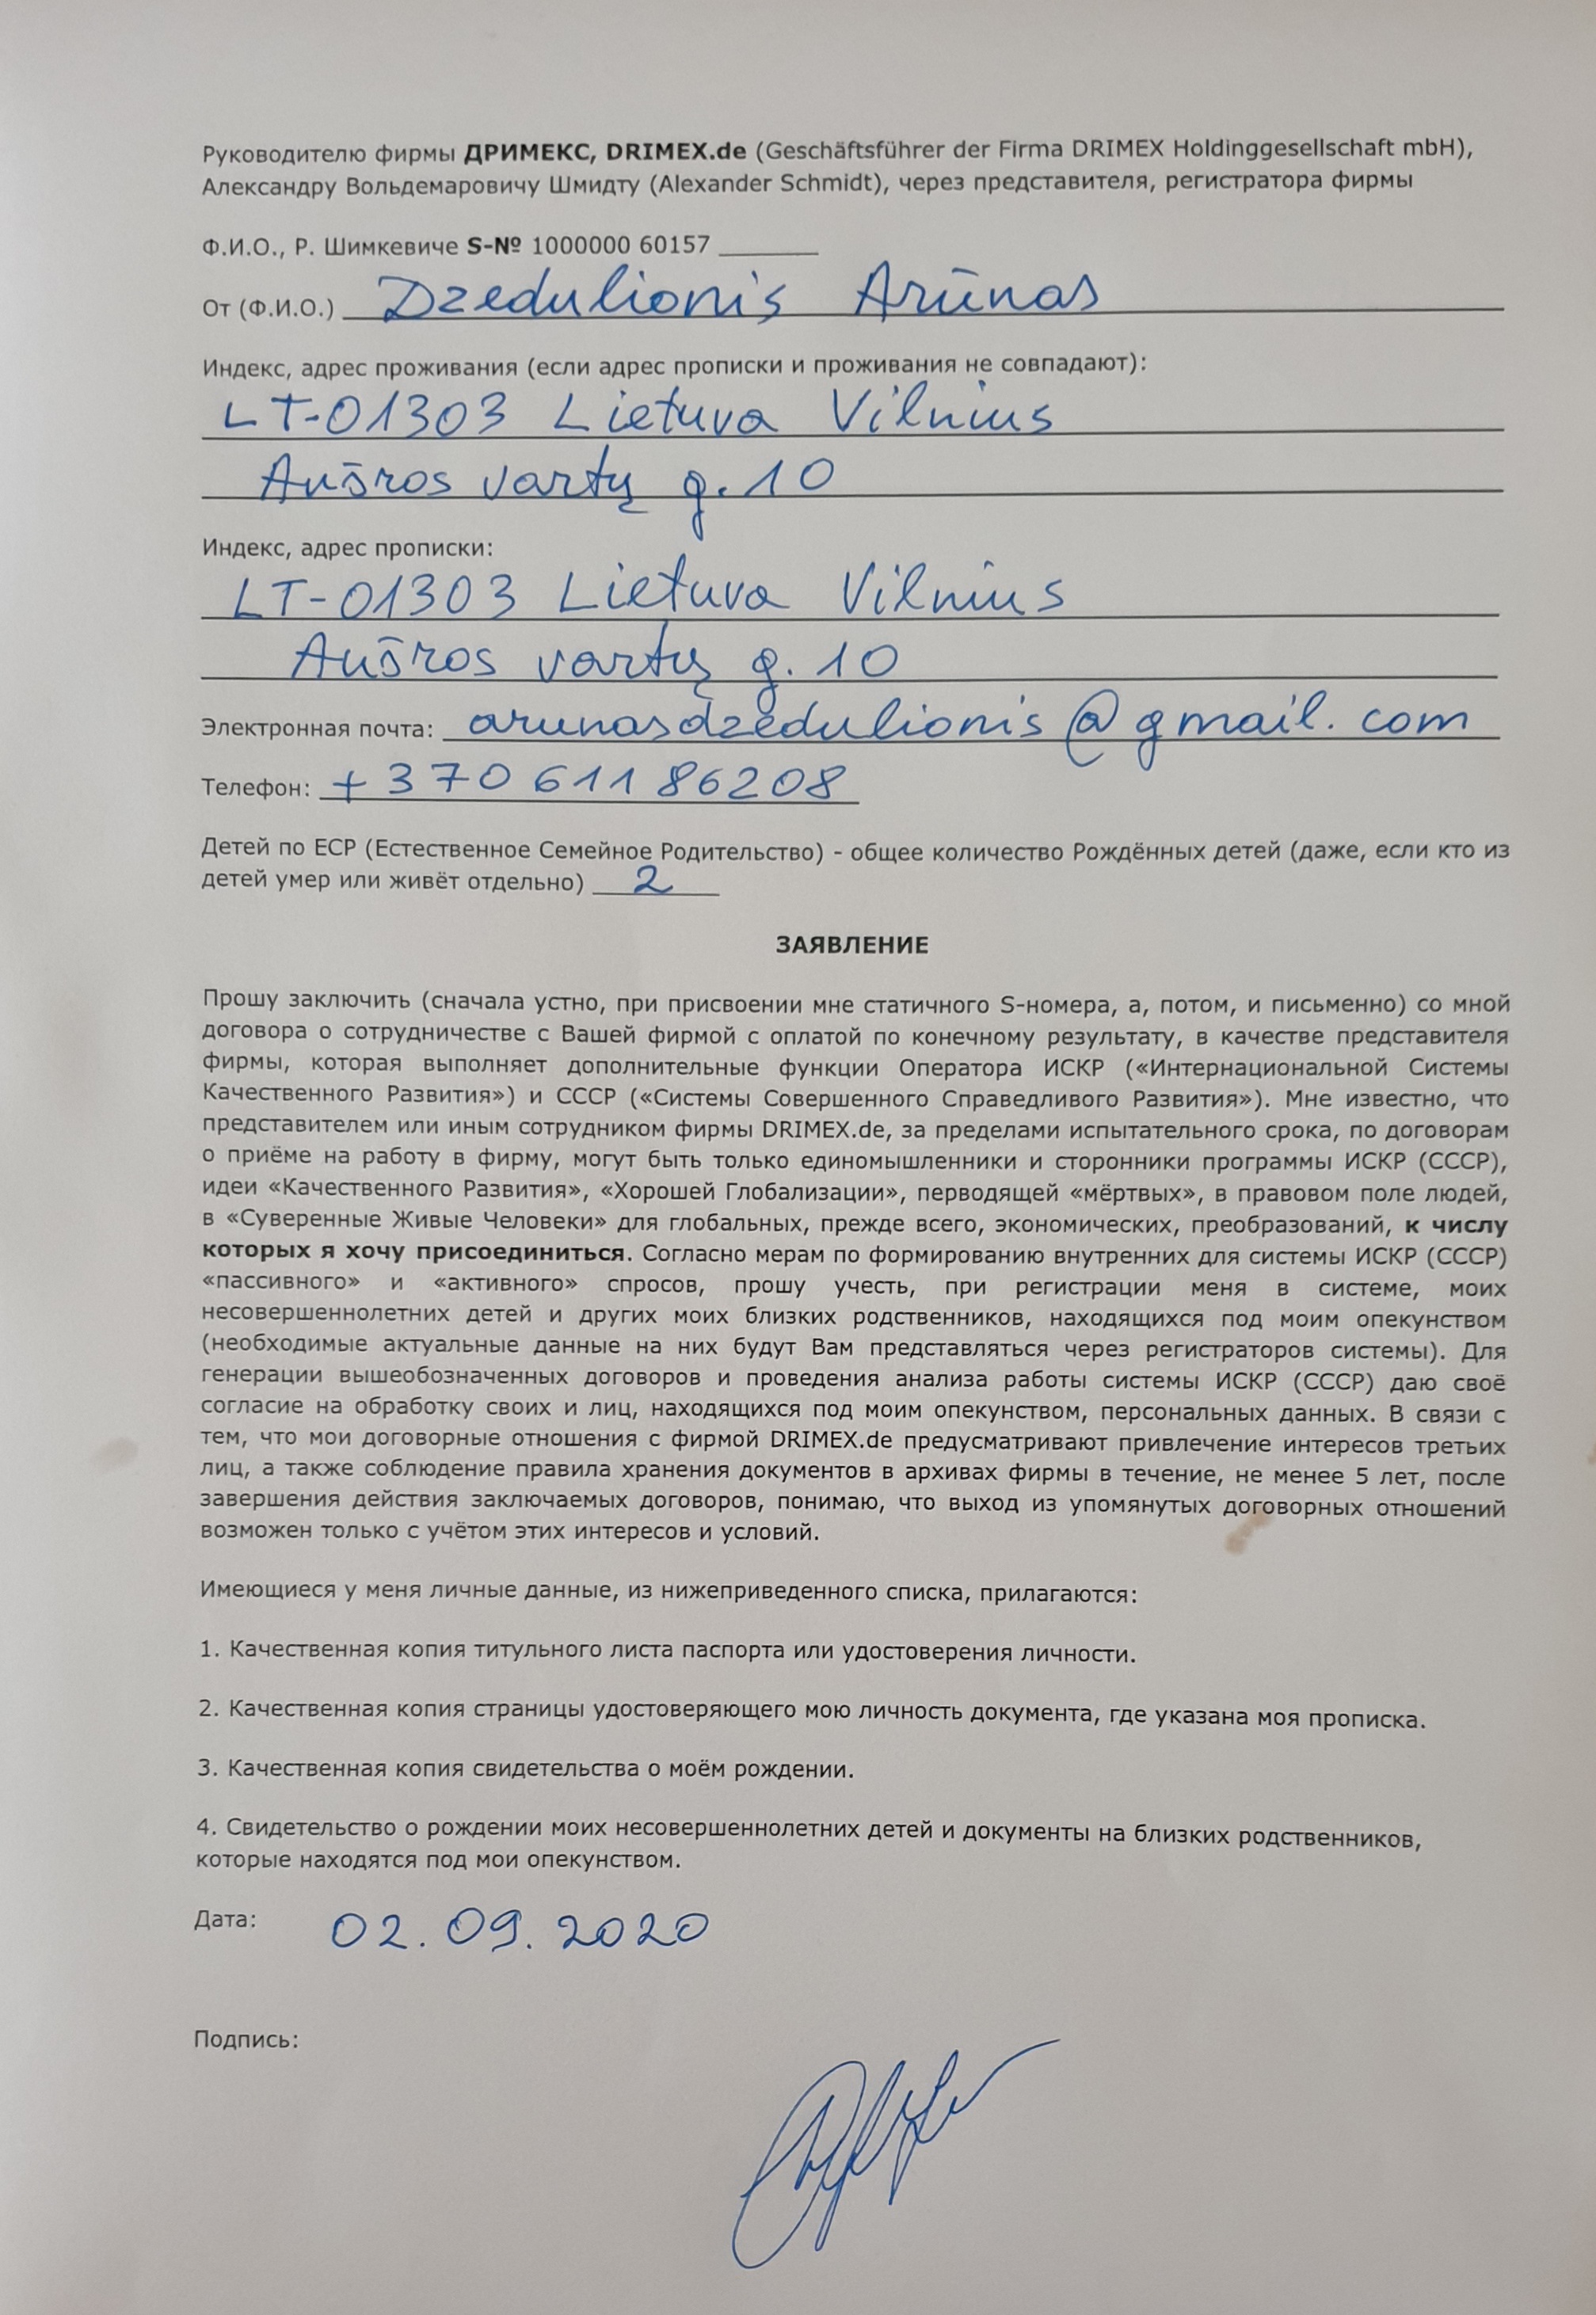 Руководителю фирмы ДРИМЕКС, DRIMEX.de (Geschäftsführer der Firma DRIMEX Holdinggesellschaft mbH),
Александру Вольдемаровичу Шмидту (Alexander Schmidt), через представителя, регистратора фирмы
Ф.И.О., Р. Шимкевиче S-№ 1000000 60157
От (Ф.И.О.) Dzedulionis Arūnas
Индекс, адрес проживания (если адрес прописки и проживания не совпадают):
LT-01303 Lietuva Vilnius
Aušros vartų g. 10
Индекс, адрес прописки:
LT-01303 Lietuva Vilnius
Aušros vartų g. 10
Электронная почта: arunasdzedulionis@gmail.com
Телефон: +370 611 86208
Детей по ЕСР (Естественное Семейное Родительство) - общее количество Рождённых детей (даже, если кто из
детей умер или живёт отдельно) 2
ЗАЯВЛЕНИЕ
Прошу заключить (сначала устно, при присвоении мне статичного S-номера, а, потом, и письменно) со мной
договора о сотрудничестве с Вашей фирмой с оплатой по конечному результату, в качестве представителя
фирмы, которая выполняет дополнительные функции Оператора ИСКР («Интернациональной Системы
Качественного Развития») и СССР («Системы Совершенного Справедливого Развития»). Мне известно, что
представителем или иным сотрудником фирмы DRIMEX.de, за пределами испытательного срока, по договорам
о приёме на работу в фирму, могут быть только единомышленники и сторонники программы ИСКР (СССР),
идеи «Качественного Развития», «Хорошей Глобализации», перводящей «мёртвых», в правовом поле людей,
в «Суверенные Живые Человеки» для глобальных, прежде всего, экономических, преобразований, к числу
которых я хочу присоединиться. Согласно мерам по формированию внутренних для системы ИСКР (СССР)
«пассивного» и «активного» спросов, прошу учесть, при регистрации меня в системе, моих
несовершеннолетних детей и других моих близких родственников, находящихся под моим опекунством
(необходимые актуальные данные на них будут Вам представляться через регистраторов системы). Для
генерации вышеобозначенных договоров и проведения анализа работы системы ИСКР (СССР) даю своё
согласие на обработку своих и лиц, находящихся под моим опекунством, персональных данных. В связи с
тем, что мои договорные отношения с фирмой DRIMEX.de предусматривают привлечение интересов третьих
лиц, а также соблюдение правила хранения документов в архивах фирмы в течение, не менее 5 лет, после
завершения действия заключаемых договоров, понимаю, что выход из упомянутых договорных отношений
возможен только с учётом этих интересов и условий.
Имеющиеся у меня личные данные, из нижеприведенного списка, прилагаются:
1. Качественная копия титульного листа паспорта или удостоверения личности.
2. Качественная копия страницы удостоверяющего мою личность документа, где указана моя прописка.
3. Качественная копия свидетельства о моём рождении.
4. Свидетельство о рождении моих несовершеннолетних детей и документы на близких родственников,
которые находятся под мои опекунством.
Дата: 02.09.2020
Подпись: